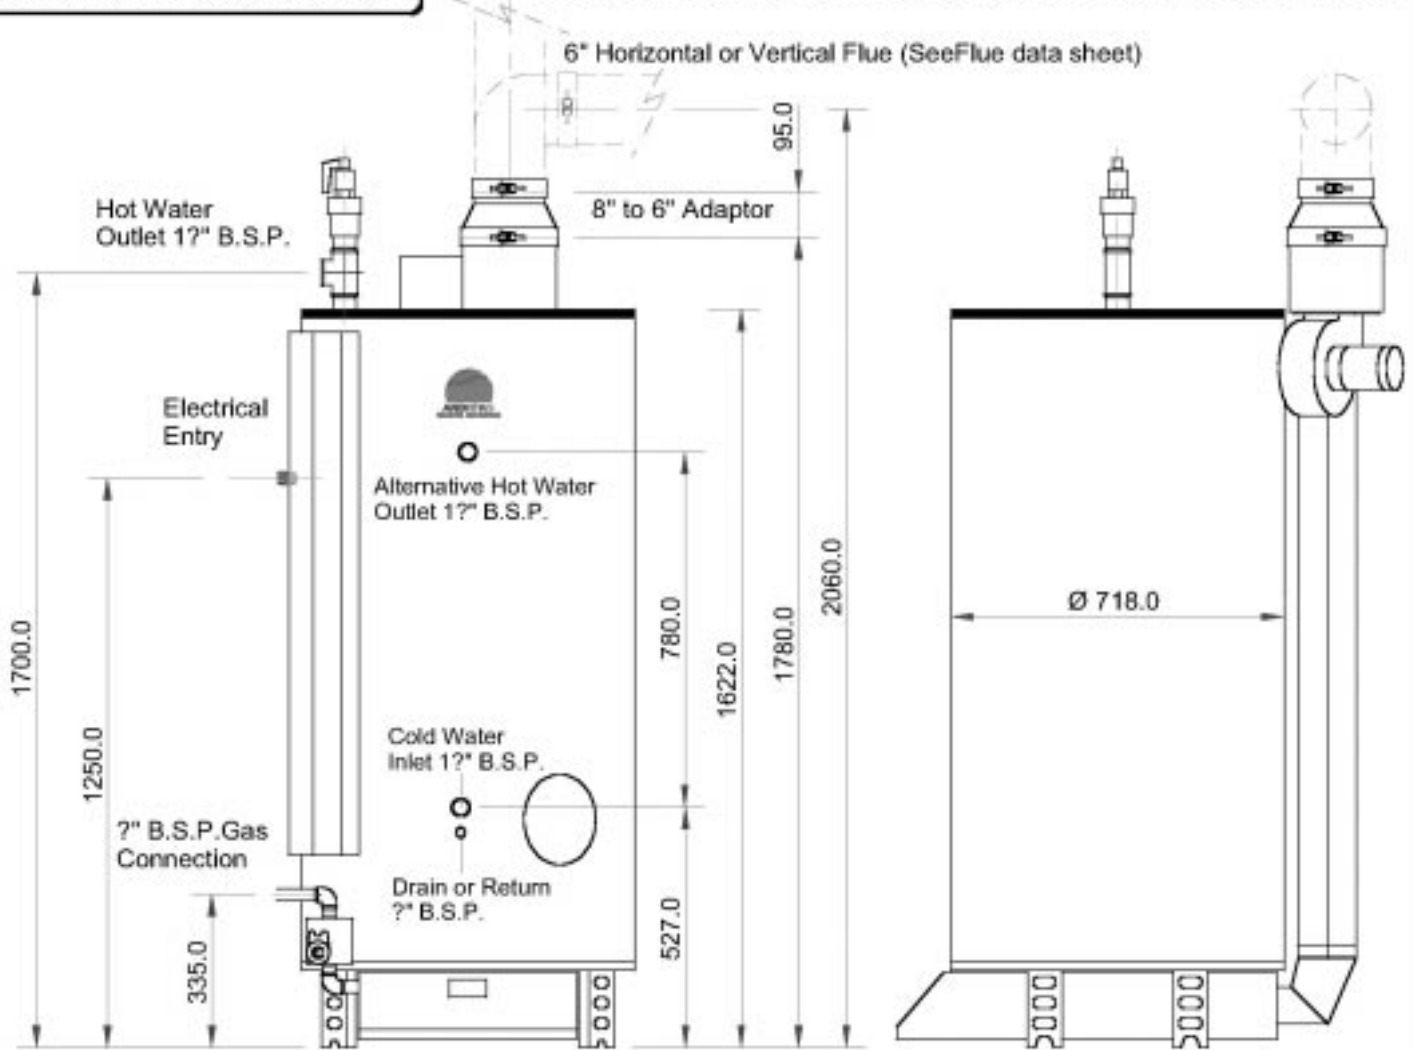 6" Horizontal or Vertical Flue (SeeFlue data sheet)
95.0
Hot Water
Outlet 1?" B.S.P.
8" to 6" Adaptor
Electrical
Entry
Alternative Hot Water
Outlet 1?" B.S.P.
1700.0
1250.0
780.0
1622.0
1780.0
2060.0
Ø 718.0
Cold Water
Inlet 1?" B.S.P.
?" B.S.P.Gas
Connection
Drain or Return
?" B.S.P.
335.0
527.0